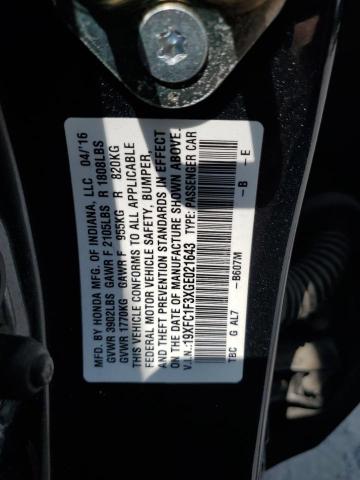 MFD. BY HONDA MFG. OF INDIANA, LLC 04/'16
GVWR 3902LBS GAWR F 2105LBS R 1808LBS
GVWR 1770KG GAWR F 955KG R 820KG
THIS VEHICLE CONFORMS TO ALL APPLICABLE
FEDERAL MOTOR VEHICLE SAFETY, BUMPER,
AND THEFT PREVENTION STANDARDS IN EFFECT
ON THE DATE OF MANUFACTURE SHOWN ABOVE.
V.I.N.:19XFC1F3XGE021643 TYPE: PASSENGER CAR
TBC G AL7 -B607M -B -E